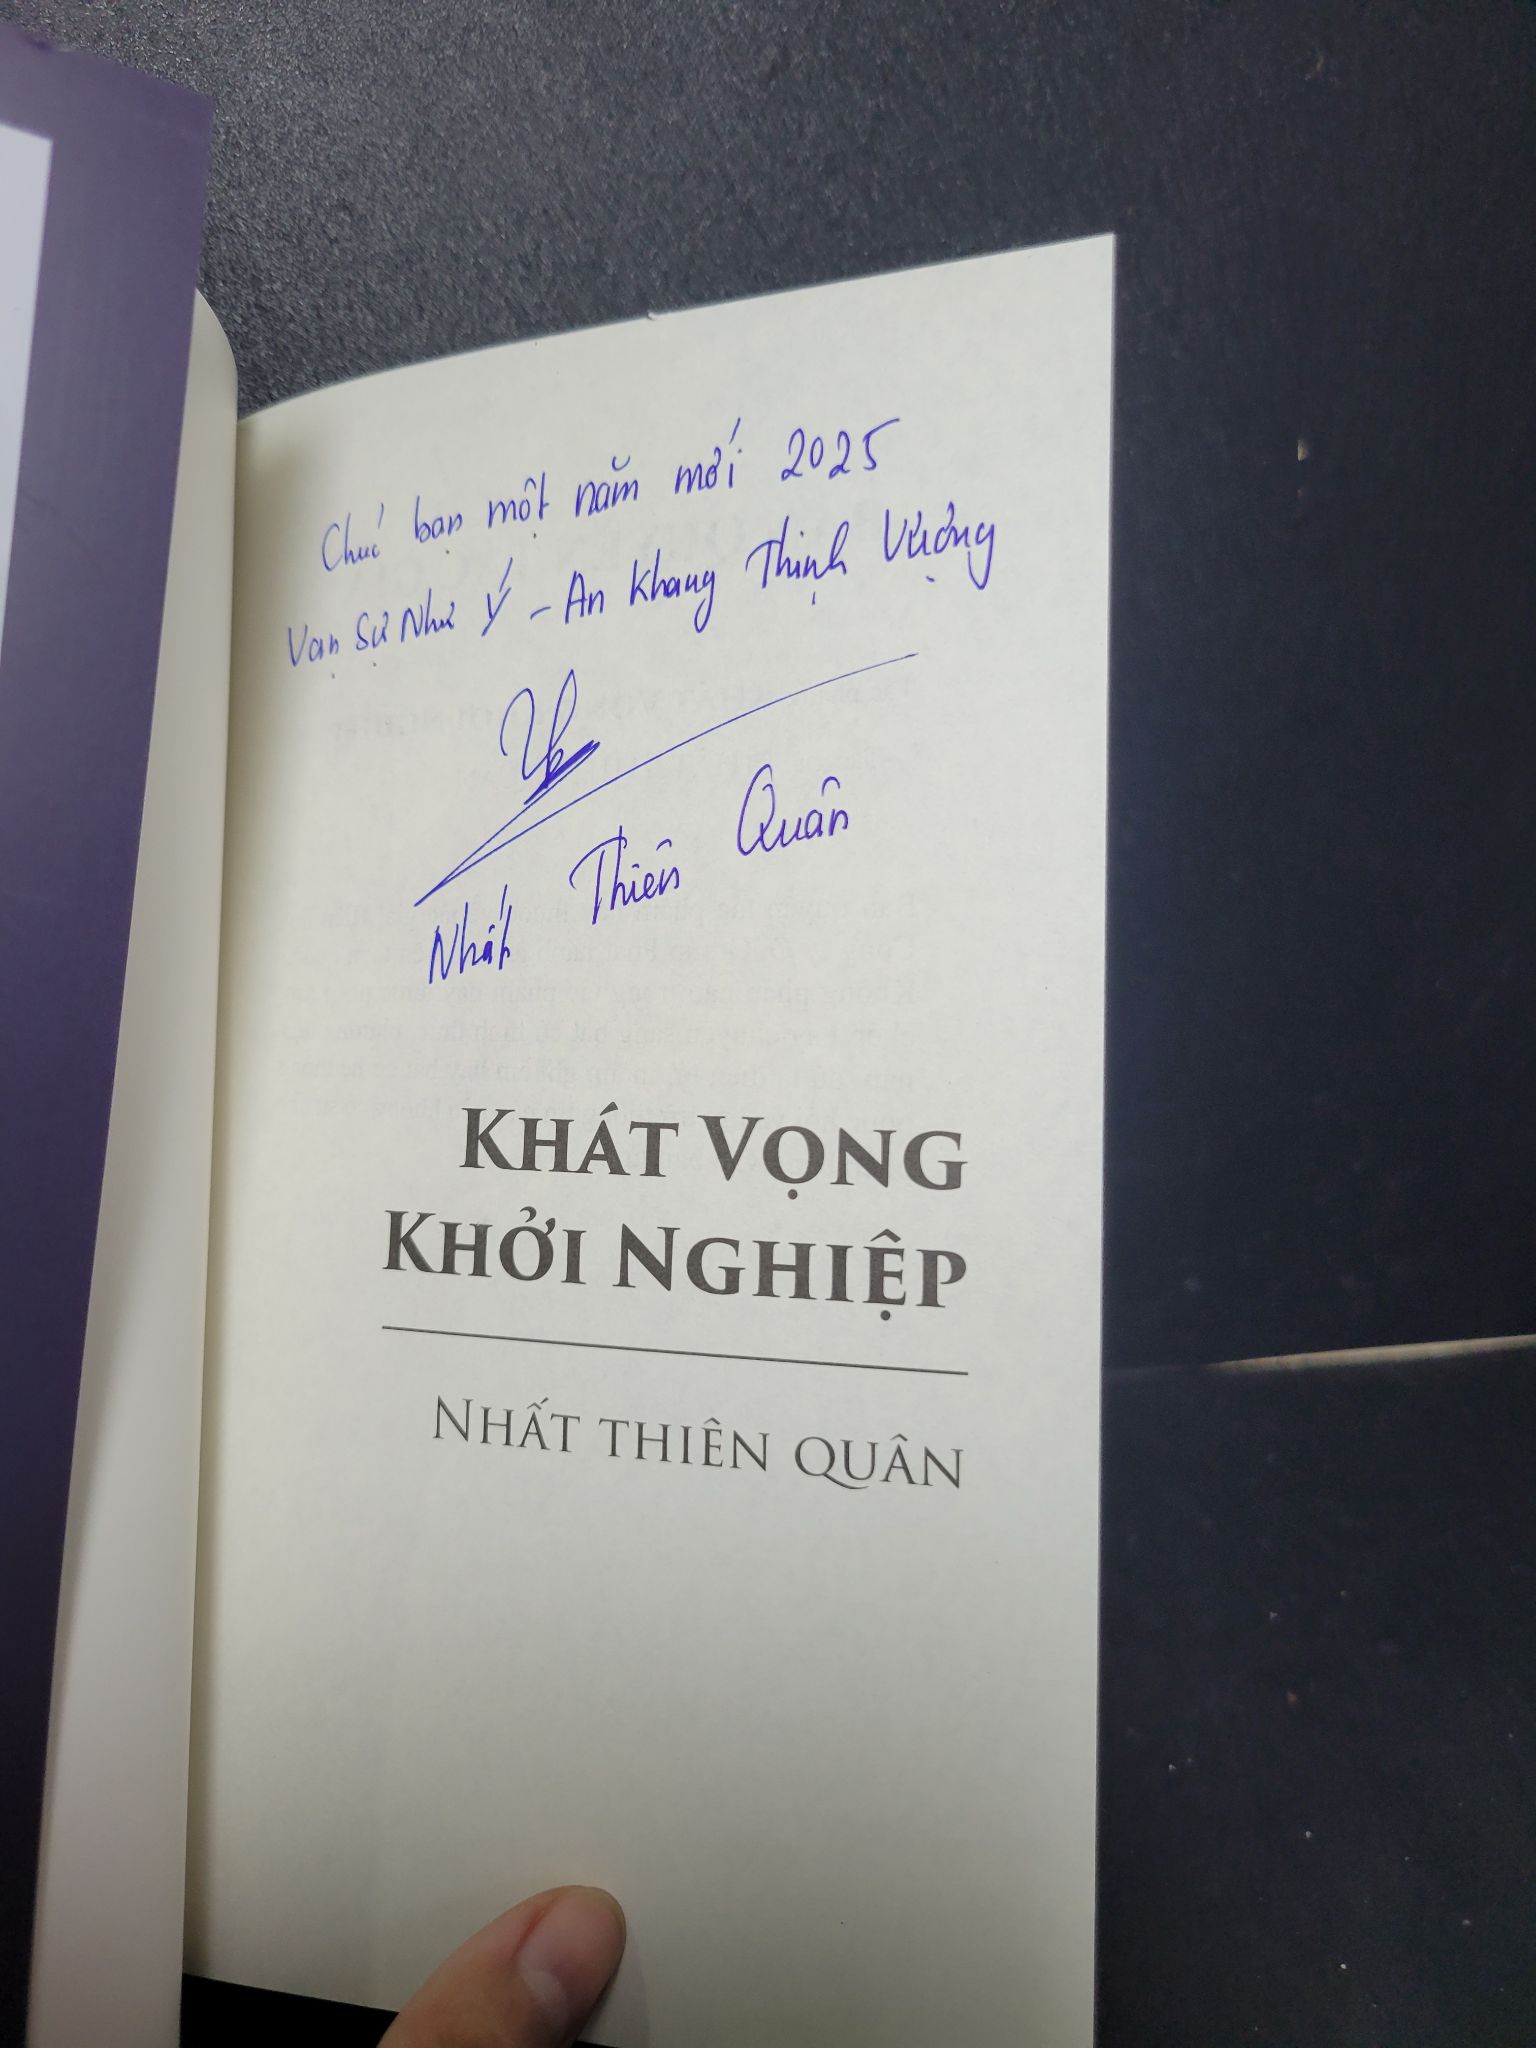 Chúc bạn một năm mới 2025
Vạn Sự Như Ý - An Khang Thịnh Vượng
Nhất Thiên Quân
KHÁT VỌNG
KHỞI NGHIỆP
NHẤT THIÊN QUÂN